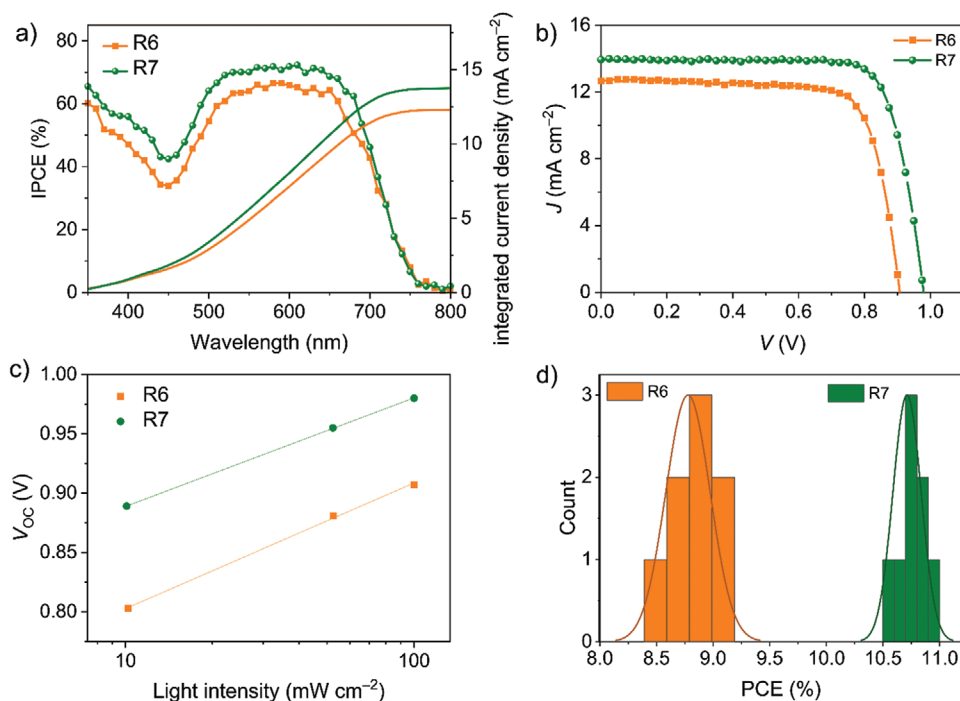 a)
R6
R7
IPCE (%)
80
60
40
20
0
integrated current density (mA cm⁻²)
15
10
5
0
400 500 600 700 800
Wavelength (nm)
b)
R6
R7
J (mA cm⁻²)
16
12
8
4
0
0.0 0.2 0.4 0.6 0.8 1.0
V (V)
c)
R6
R7
V_OC (V)
1.00
0.95
0.90
0.85
0.80
10 100
Light intensity (mW cm⁻²)
d)
R6
R7
Count
3
2
1
0
8.0 8.5 9.0 9.5 10.0 10.5 11.0
PCE (%)